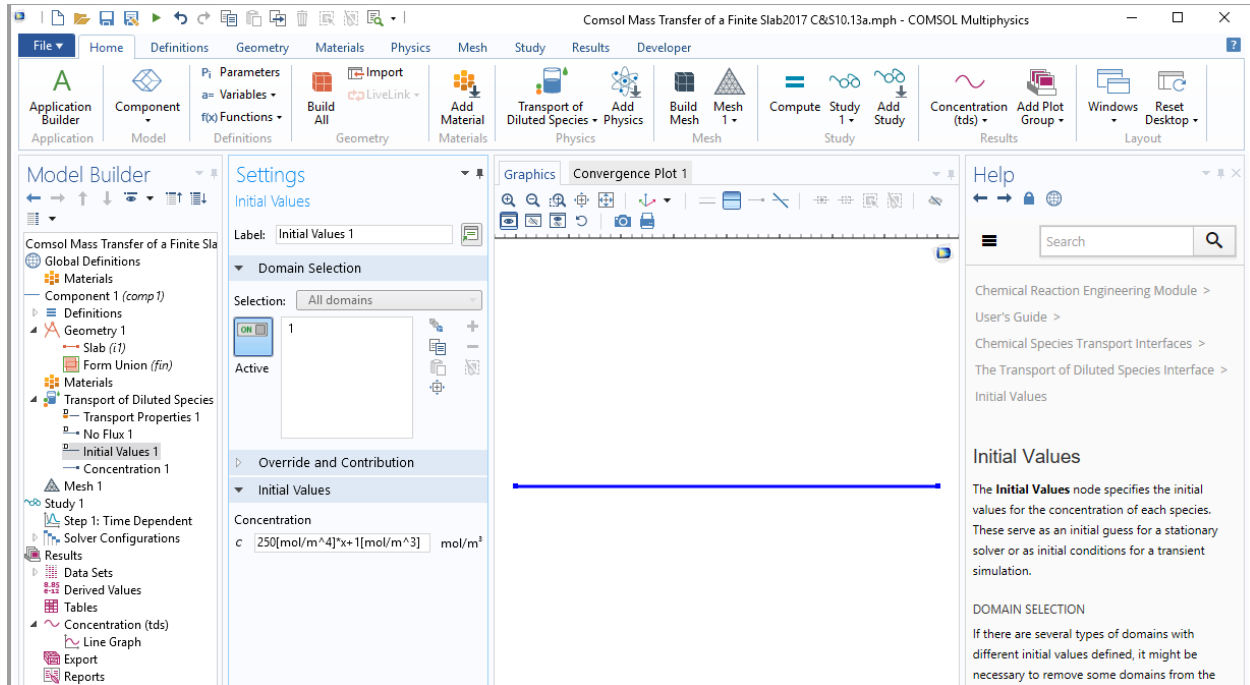 Comsol Mass Transfer of a Finite Slab2017 C&S10.13a.mph - COMSOL Multiphysics
File Home Definitions Geometry Materials Physics Mesh Study Results Developer
A
Application Builder
Application
Component
Model
Pi Parameters
a= Variables
f(x) Functions
Definitions
Build All
Import
LiveLink
Geometry
Add Material
Materials
Transport of Diluted Species
Add Physics
Physics
Build Mesh
Mesh 1
Mesh
Compute
Study 1
Add Study
Study
Concentration (tds)
Add Plot Group
Results
Windows
Reset Desktop
Layout
Model Builder
Comsol Mass Transfer of a Finite Sla
Global Definitions
Materials
Component 1 (comp1)
Definitions
Geometry 1
Slab (i1)
Form Union (fin)
Materials
Transport of Diluted Species
Transport Properties 1
No Flux 1
Initial Values 1
Concentration 1
Mesh 1
Study 1
Step 1: Time Dependent
Solver Configurations
Results
Data Sets
8.85
e-12
Derived Values
Tables
Concentration (tds)
Line Graph
Export
Reports
Settings
Initial Values
Label: Initial Values 1
Domain Selection
Selection: All domains
ON
1
Active
Override and Contribution
Initial Values
Concentration
c 250[mol/m^4]*x+1[mol/m^3] mol/m³
Graphics Convergence Plot 1
Help
Search
Chemical Reaction Engineering Module >
User's Guide >
Chemical Species Transport Interfaces >
The Transport of Diluted Species Interface >
Initial Values
Initial Values
The Initial Values node specifies the initial
values for the concentration of each species.
These serve as an initial guess for a stationary
solver or as initial conditions for a transient
simulation.
DOMAIN SELECTION
If there are several types of domains with
different initial values defined, it might be
necessary to remove some domains from the